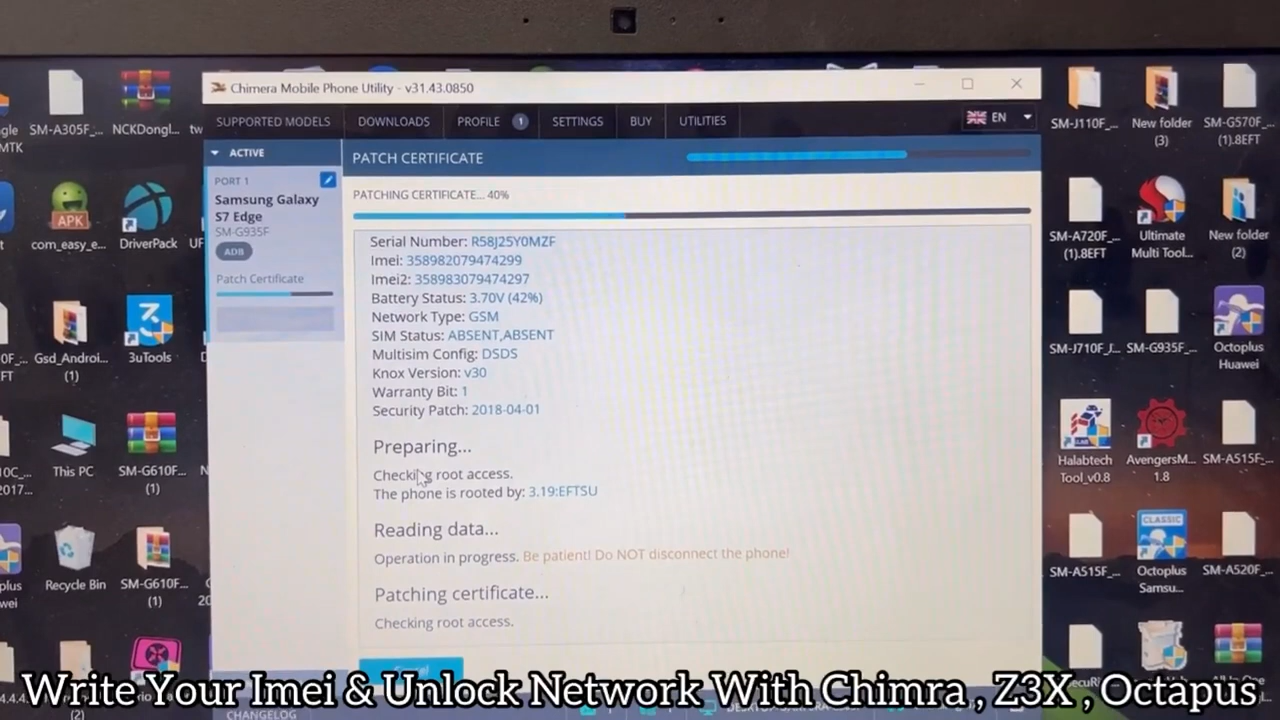 Chimera Mobile Phone Utility - v31.43.0850
SUPPORTED MODELS
DOWNLOADS
PROFILE 1
SETTINGS
BUY
UTILITIES
EN
ACTIVE
PORT 1
Samsung Galaxy
S7 Edge
SM-G935F
ADB
Patch Certificate
PATCH CERTIFICATE
PATCHING CERTIFICATE... 40%
Serial Number: R58J25Y0MZF
Imei: 358982079474299
Imei2: 358983079474297
Battery Status: 3.70V (42%)
Network Type: GSM
SIM Status: ABSENT,ABSENT
Multisim Config: DSDS
Knox Version: v30
Warranty Bit: 1
Security Patch: 2018-04-01
Preparing...
Checking root access.
The phone is rooted by: 3.19:EFTSU
Reading data...
Operation in progress. Be patient! Do NOT disconnect the phone!
Patching certificate...
Checking root access.
Cancel
CHANGELOG
SM-A305F_...
NCKDongl...
tw
MTK
APK
com_easy_e...
DriverPack
UF
Gsd_Androi...
(1)
3uTools
This PC
SM-G610F...
(1)
2017...
Recycle Bin
SM-G610F...
(1)
SM-J110F_...
New folder
(3)
SM-G570F_...
(1).8EFT
SM-A720F_...
(1).8EFT
Ultimate
Multi Tool...
New folder
(2)
SM-J710F_J...
SM-G935F_...
Octoplus
Huawei
Halabtech
Tool_v0.8
AvengersM...
1.8
SM-A515F_...
SM-A515F_...
CLASSIC
Octoplus
Samsu...
SM-A520F_...
Write Your Imei & Unlock Network With Chimra , Z3X , Octapus